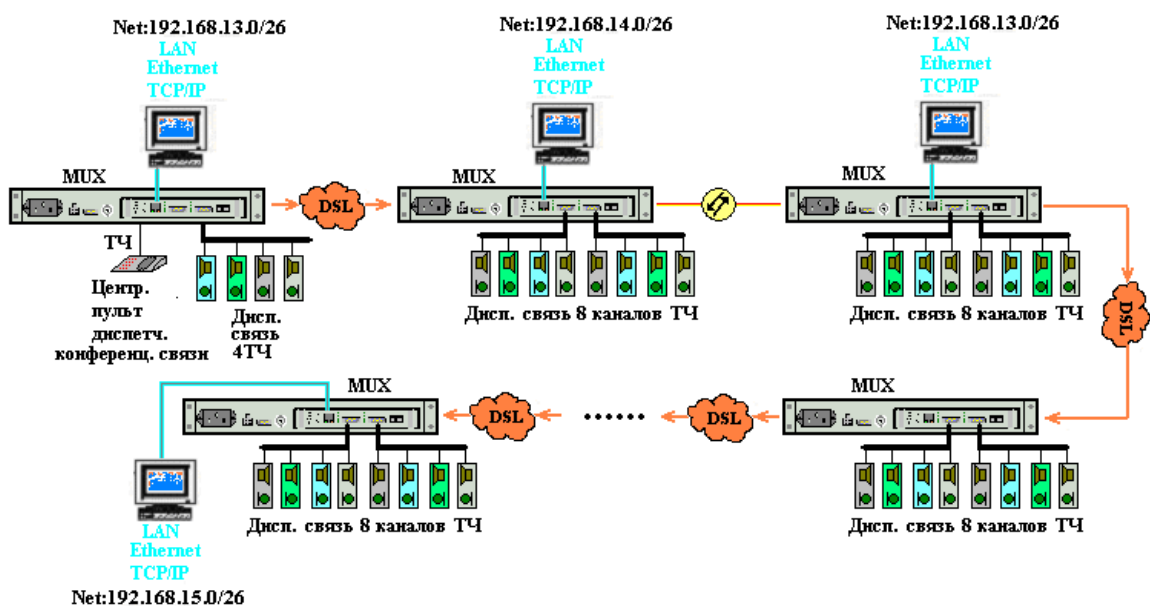 Net:192.168.13.0/26
LAN
Ethernet
TCP/IP
Net:192.168.14.0/26
LAN
Ethernet
TCP/IP
Net:192.168.13.0/26
LAN
Ethernet
TCP/IP
MUX
DSL
MUX
MUX
ТЧ
Центр.
пульт
диспетч.
конференц. связи
Дисп.
связь
4ТЧ
Дисп. связь 8 каналов ТЧ
Дисп. связь 8 каналов ТЧ
DSL
MUX
DSL
......
DSL
MUX
Дисп. связь 8 каналов ТЧ
Дисп. связь 8 каналов ТЧ
LAN
Ethernet
TCP/IP
Net:192.168.15.0/26